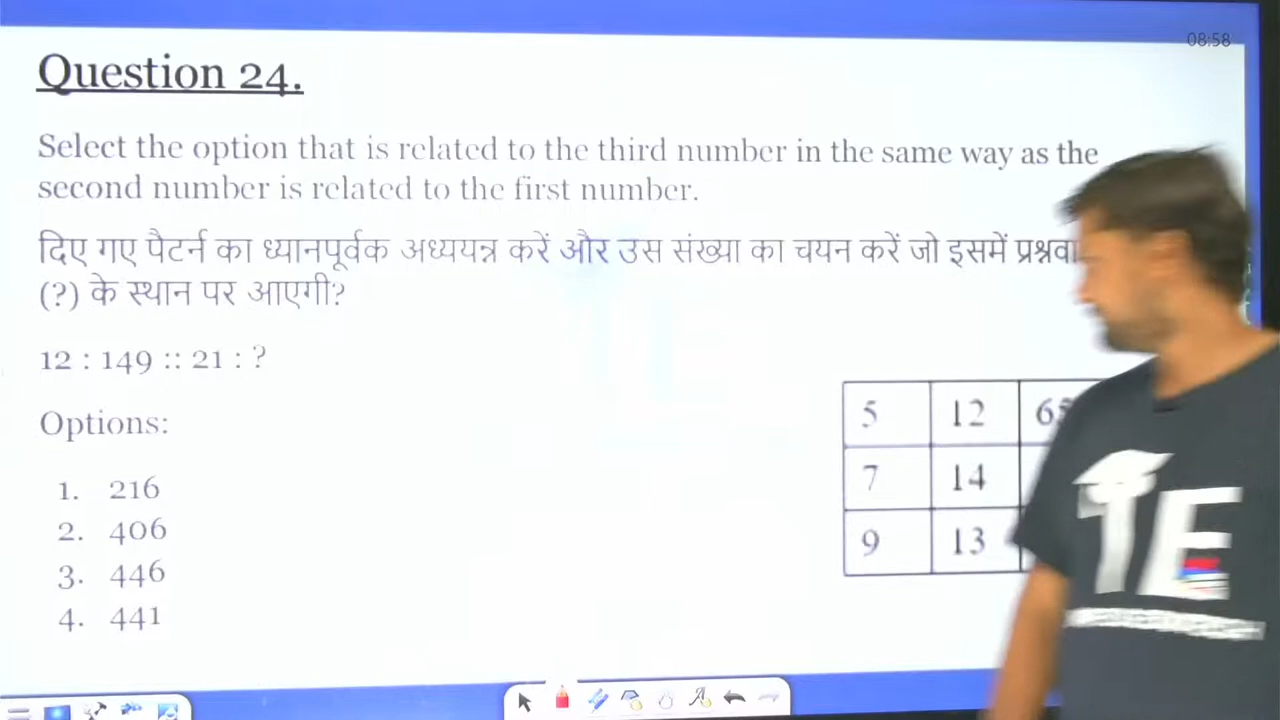 08:58
Question 24.
Select the option that is related to the third number in the same way as the
second number is related to the first number.
दिए गए पैटर्न का ध्यानपूर्वक अध्ययन्न करें और उस संख्या का चयन करें जो इसमें
(?) के स्थान पर आएगी?
12 : 149 :: 21 : ?
Options:
1. 216
2. 406
3. 446
4. 441
5 12
7 14
9 13
TE